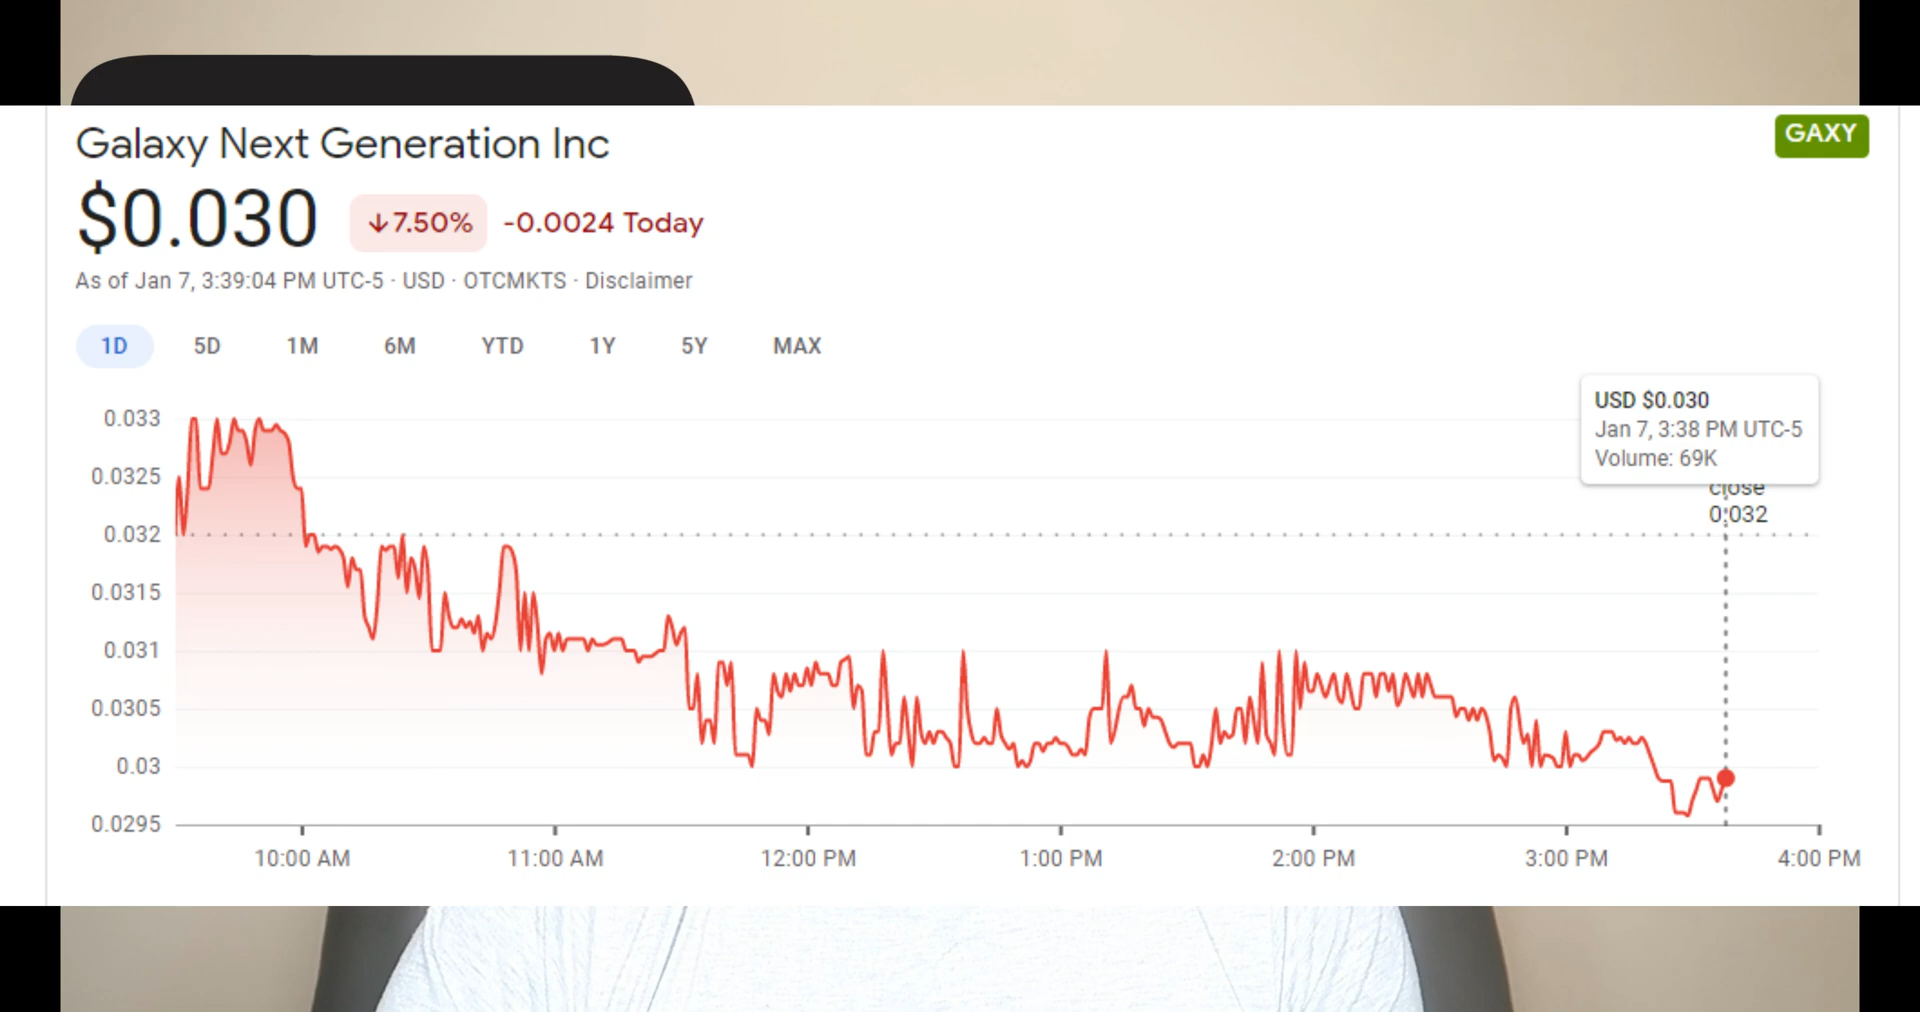 Galaxy Next Generation Inc
GAXY
$0.030
↓7.50%
-0.0024 Today
As of Jan 7, 3:39:04 PM UTC-5 · USD · OTCMKTS · Disclaimer
1D 5D 1M 6M YTD 1Y 5Y MAX
USD $0.030
Jan 7, 3:38 PM UTC-5
Volume: 69K
close
0.032
0.033
0.0325
0.032
0.0315
0.031
0.0305
0.03
0.0295
10:00 AM 11:00 AM 12:00 PM 1:00 PM 2:00 PM 3:00 PM 4:00 PM